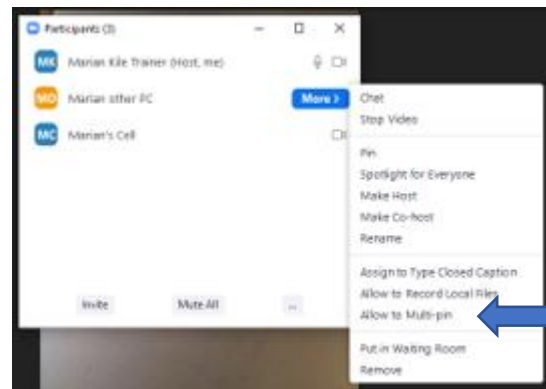 Participants (3)
MK Marian Kile Trainer (Host, me)
MO Marian other PC More >
MC Marian's Cell
Invite Mute All ...
Chat
Stop Video
Pin
Spotlight for Everyone
Make Host
Make Co-host
Rename
Assign to Type Closed Caption
Allow to Record Local Files
Allow to Multi-pin
Put in Waiting Room
Remove